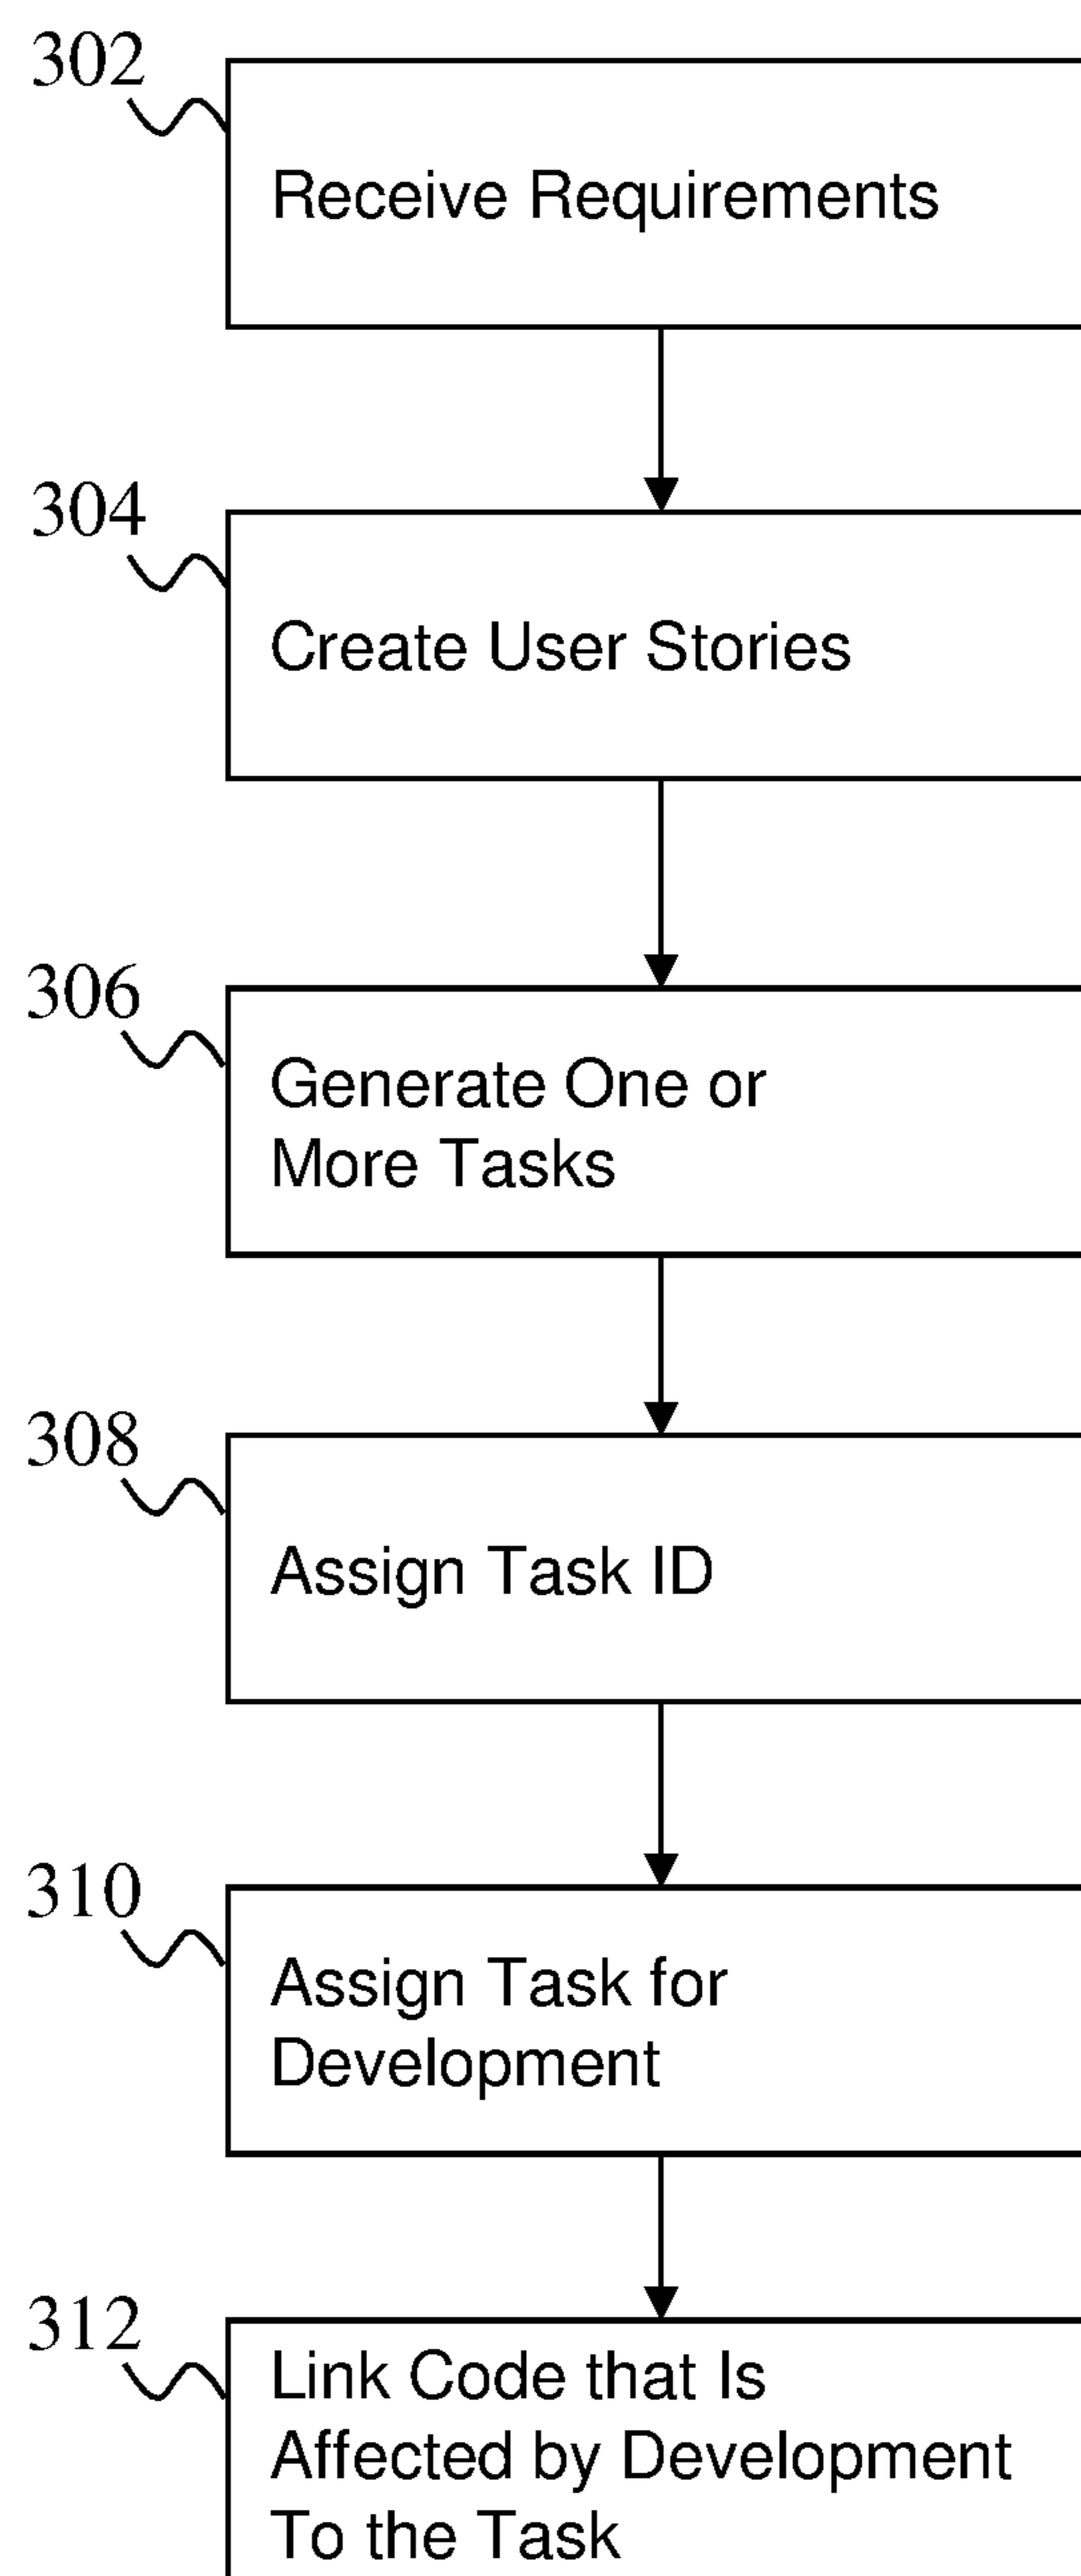 302
Receive Requirements
304
Create User Stories
306
Generate One or
More Tasks
308
Assign Task ID
310
Assign Task for
Development
312
Link Code that Is
Affected by Development
To the Task